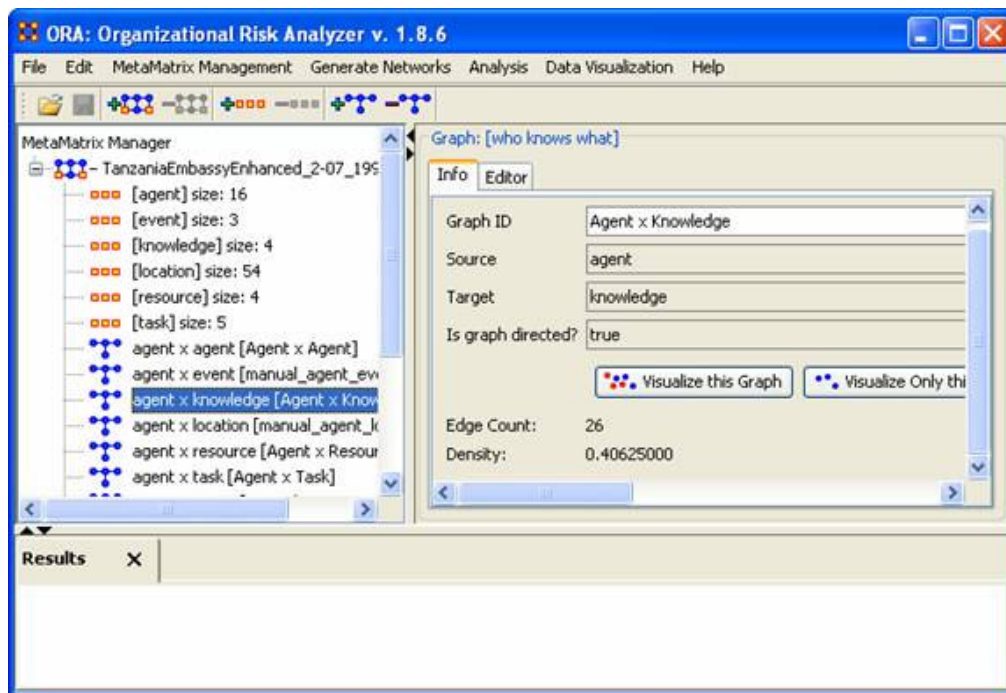 ORA: Organizational Risk Analyzer v. 1.8.6
File Edit MetaMatrix Management Generate Networks Analysis Data Visualization Help
MetaMatrix Manager
TanzaniaEmbassyEnhanced_2-07_199
[agent] size: 16
[event] size: 3
[knowledge] size: 4
[location] size: 54
[resource] size: 4
[task] size: 5
agent x agent [Agent x Agent]
agent x event [manual_agent_eve
agent x knowledge [Agent x Know
agent x location [manual_agent_lo
agent x resource [Agent x Resour
agent x task [Agent x Task]
Graph: [who knows what]
Info Editor
Graph ID Agent x Knowledge
Source agent
Target knowledge
Is graph directed? true
Visualize this Graph Visualize Only thi
Edge Count: 26
Density: 0.40625000
Results X